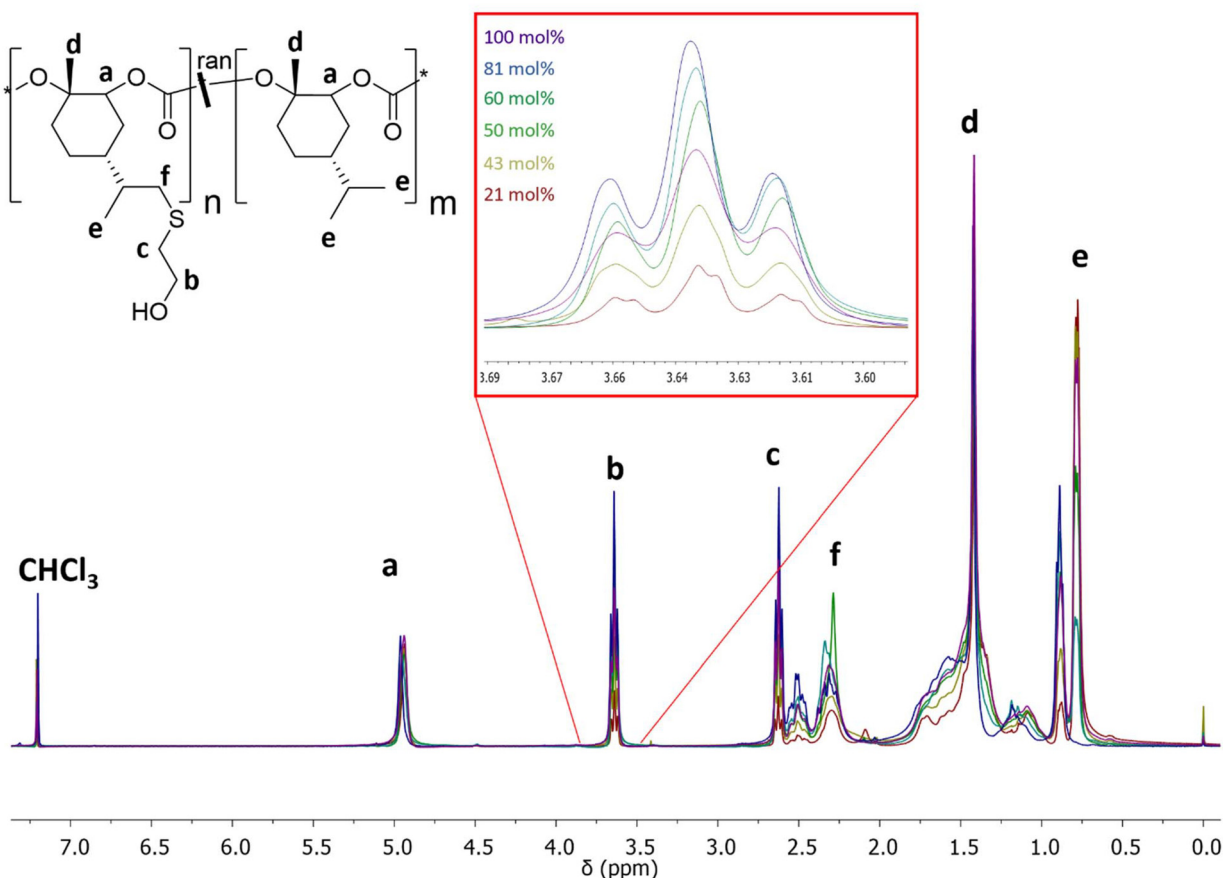 d
a
O
O
ran
O
*
n
f
e
S
c
b
HO
d
a
O
O
O
*
e
e
m
100 mol%
81 mol%
60 mol%
50 mol%
43 mol%
21 mol%
3.69 3.67 3.66 3.64 3.63 3.61 3.60
CHCl₃
a
b
c
f
d
e
7.0 6.5 6.0 5.5 5.0 4.5 4.0 3.5 3.0 2.5 2.0 1.5 1.0 0.5 0.0
δ (ppm)